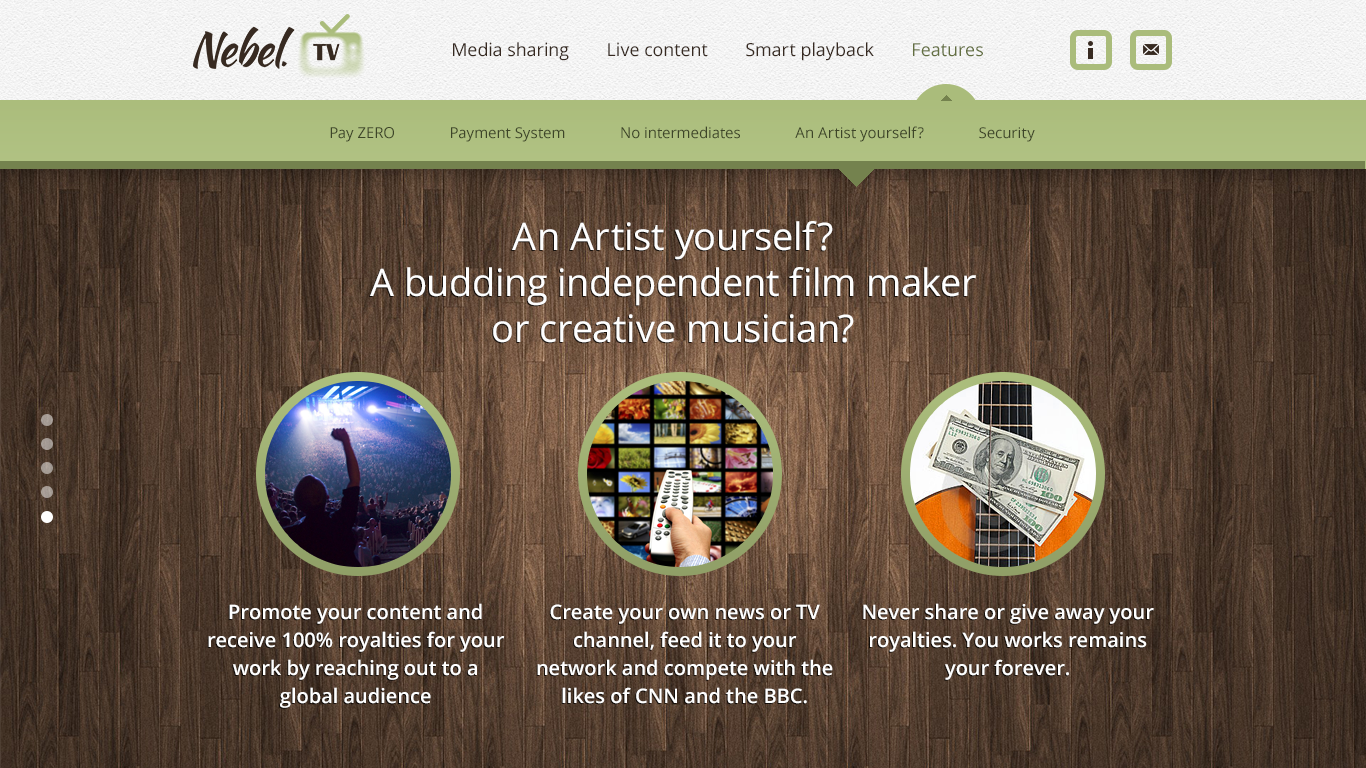 Nebel. TV
Media sharing
Live content
Smart playback
Features
Pay ZERO
Payment System
No intermediates
An Artist yourself?
Security
An Artist yourself?
A budding independent film maker
or creative musician?
100
100
Promote your content and
receive 100% royalties for your
work by reaching out to a
global audience
Create your own news or TV
channel, feed it to your
network and compete with the
likes of CNN and the BBC.
Never share or give away your
royalties. You works remains
your forever.